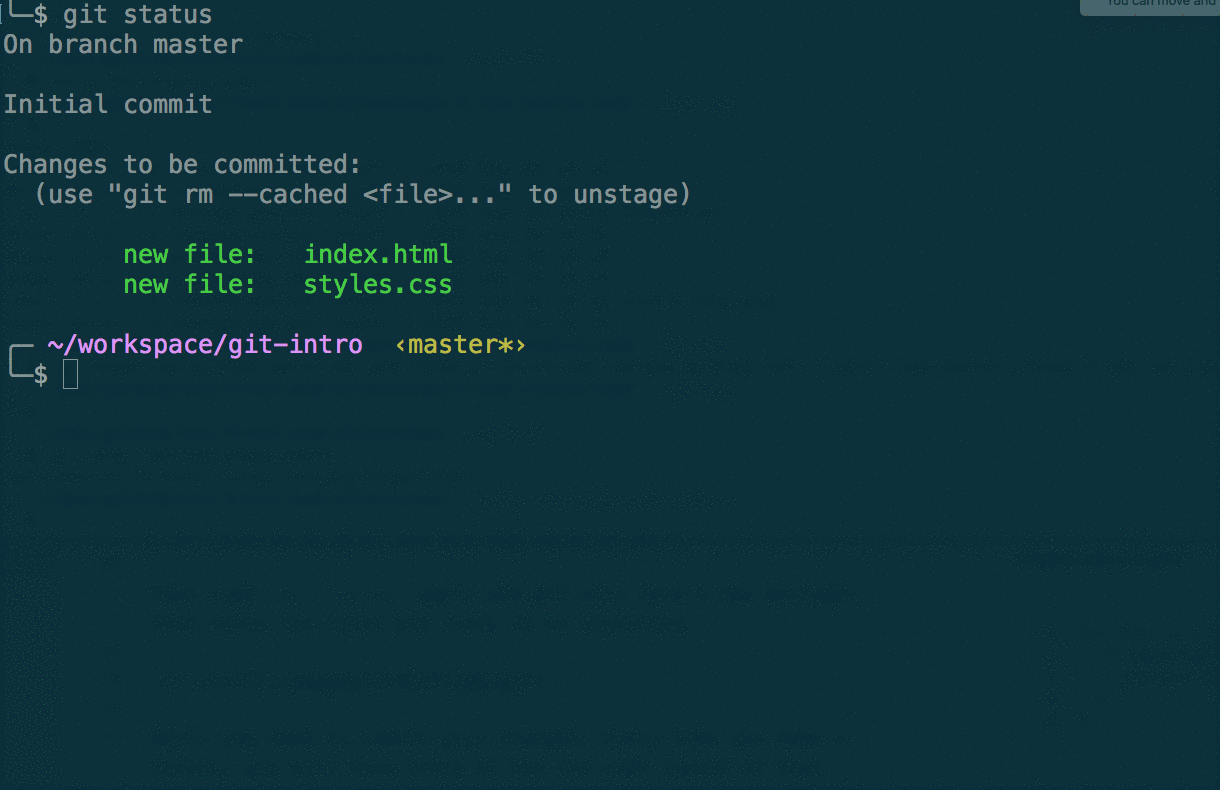 └─$ git status
You can move and
On branch master
Initial commit
Changes to be committed:
(use "git rm --cached <file>..." to unstage)
new file: index.html
new file: styles.css
╭─ ~/workspace/git-intro ‹master*›
╰─$